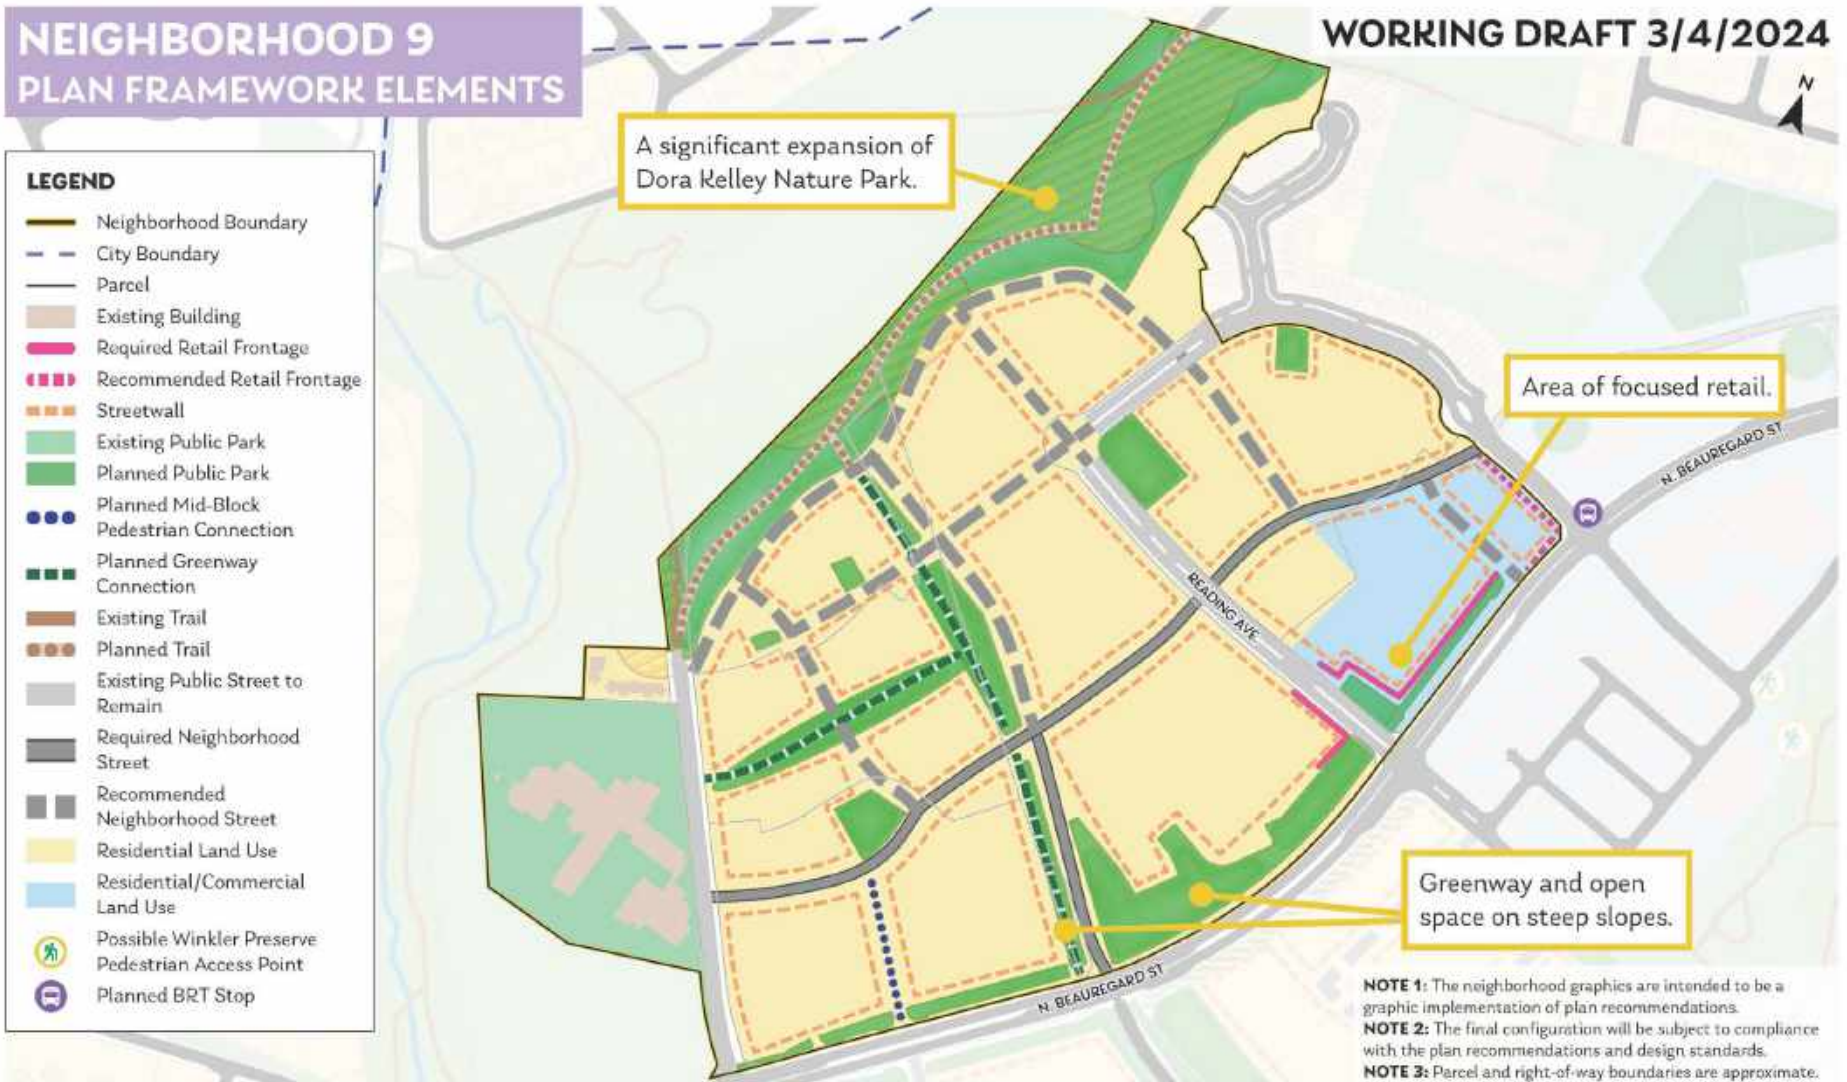 NEIGHBORHOOD 9
PLAN FRAMEWORK ELEMENTS
WORKING DRAFT 3/4/2024
N
A significant expansion of
Dora Kelley Nature Park.
LEGEND
Neighborhood Boundary
City Boundary
Parcel
Existing Building
Required Retail Frontage
Recommended Retail Frontage
Streetwall
Existing Public Park
Planned Public Park
Planned Mid-Block
Pedestrian Connection
Planned Greenway
Connection
Existing Trail
Planned Trail
Existing Public Street to
Remain
Required Neighborhood
Street
Recommended
Neighborhood Street
Residential Land Use
Residential/Commercial
Land Use
Possible Winkler Preserve
Pedestrian Access Point
Planned BRT Stop
Area of focused retail.
N. BEAUREGARD ST
READING AVE
Greenway and open
space on steep slopes.
N. BEAUREGARD ST
NOTE 1: The neighborhood graphics are intended to be a
graphic implementation of plan recommendations.
NOTE 2: The final configuration will be subject to compliance
with the plan recommendations and design standards.
NOTE 3: Parcel and right-of-way boundaries are approximate.